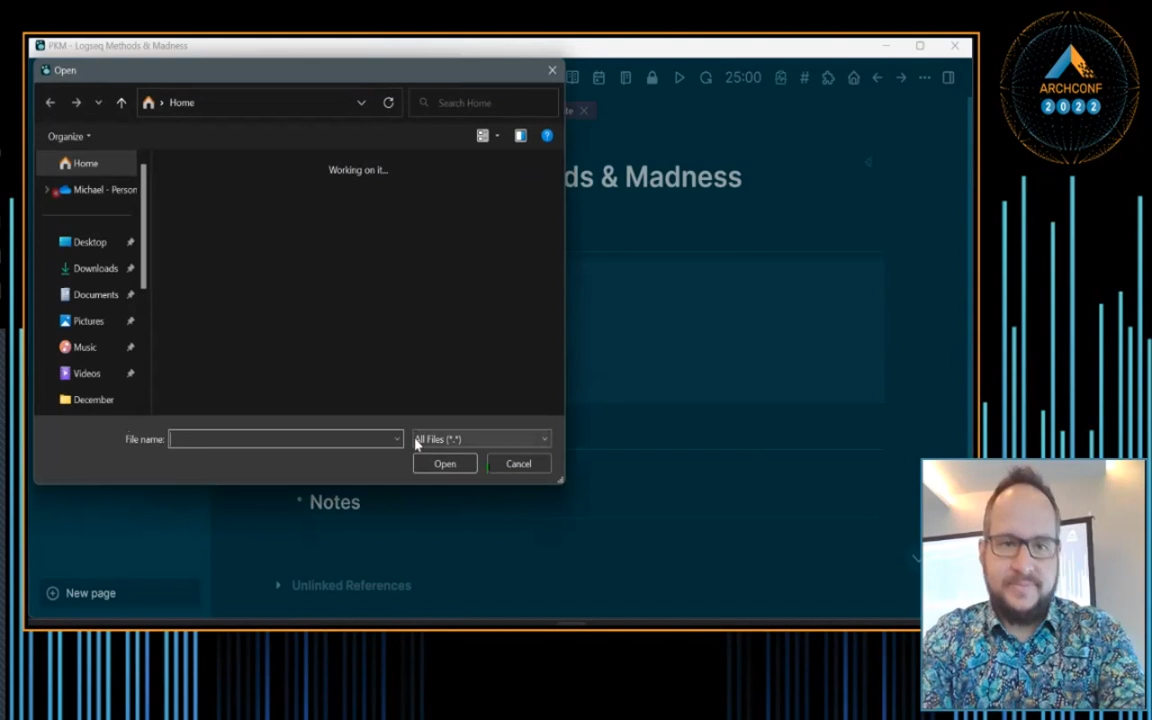 PKM - Logseq Methods & Madness
Open
Home
Search Home
25:00
Organize
Home
Working on it...
Michael - Person
Desktop
Downloads
Documents
Pictures
Music
Videos
December
File name:
All Files (*.*)
Open
Cancel
ds & Madness
Notes
Unlinked References
New page
ARCHCONF
2022